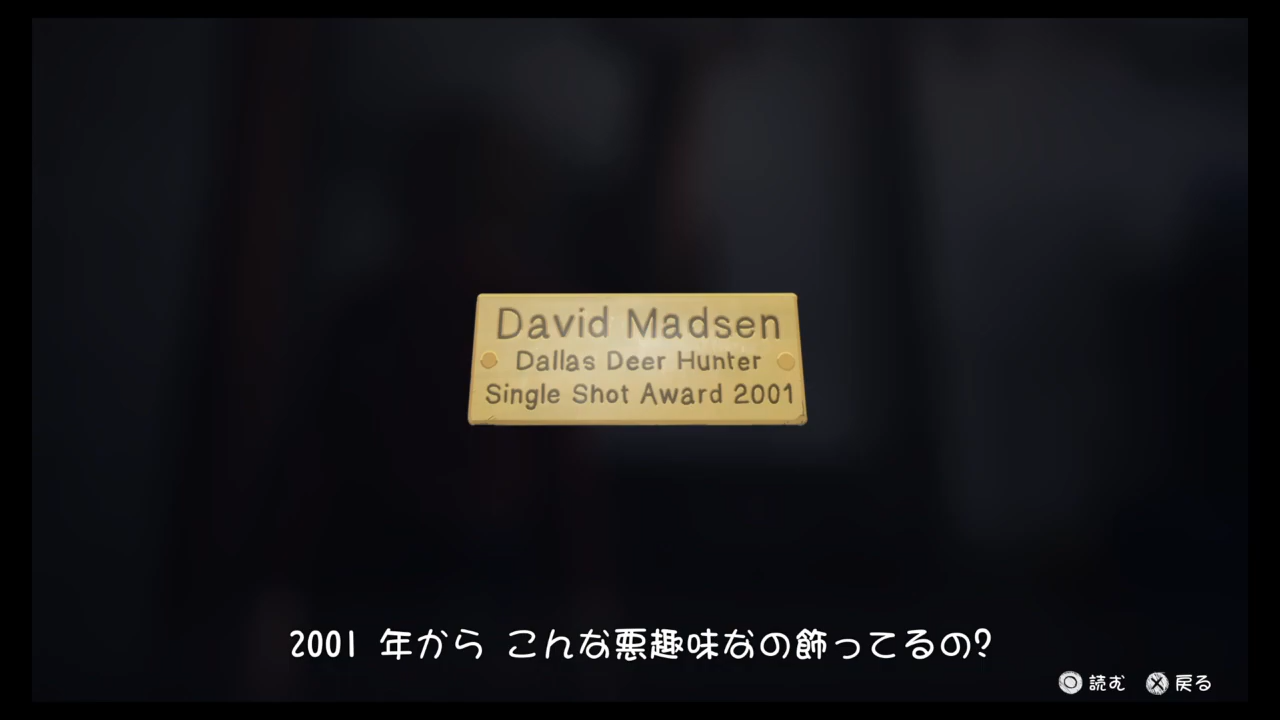 David Madsen
Dallas Deer Hunter
Single Shot Award 2001
2001 年から こんな悪趣味なの飾ってるの?
読む 戻る